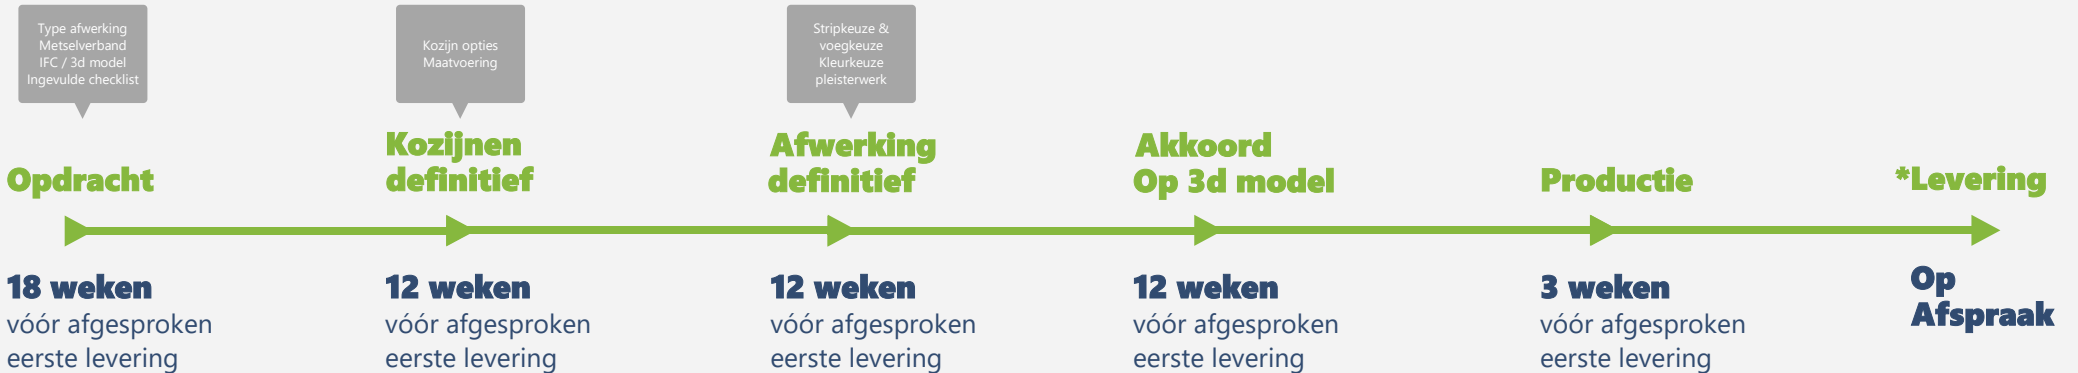 Type afwerking
Metselverband
IFC / 3d model
Ingevulde checklist
Kozijn opties
Maatvoering
Stripkeuze &
voegkeuze
Kleurkeuze
pleisterwerk
Opdracht
Kozijnen
definitief
Afwerking
definitief
Akkoord
Op 3d model
Productie
*Levering
18 weken
vóór afgesproken
eerste levering
12 weken
vóór afgesproken
eerste levering
12 weken
vóór afgesproken
eerste levering
12 weken
vóór afgesproken
eerste levering
3 weken
vóór afgesproken
eerste levering
Op
Afspraak